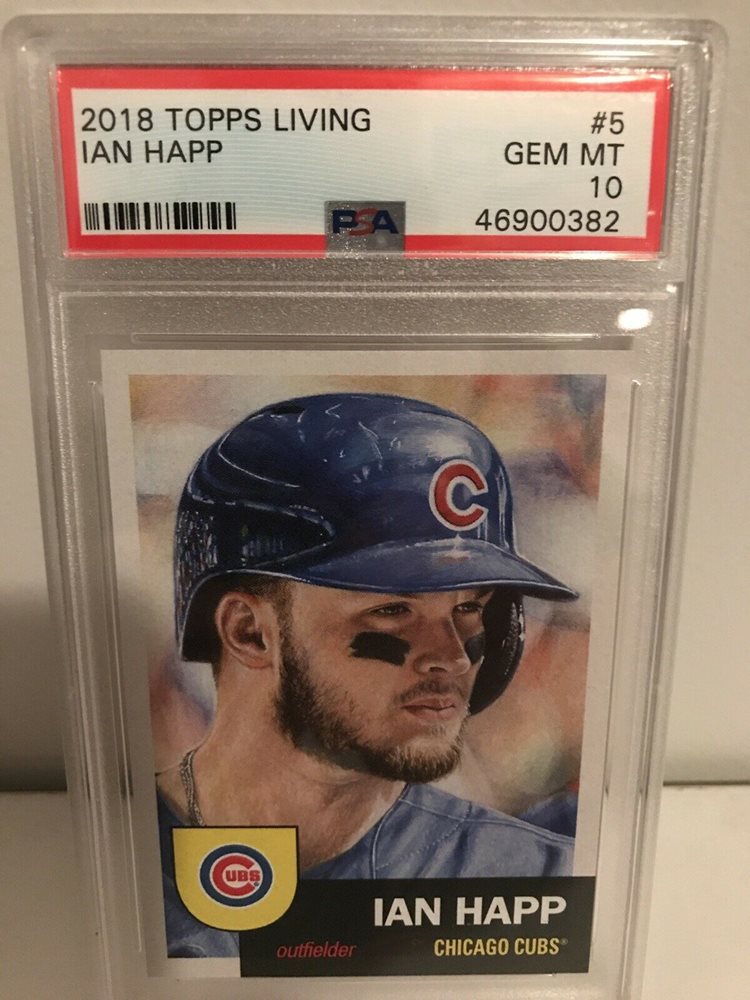 2018 TOPPS LIVING #5
IAN HAPP GEM MT
10
PSA 46900382
C
CUBS
IAN HAPP
outfielder CHICAGO CUBS®